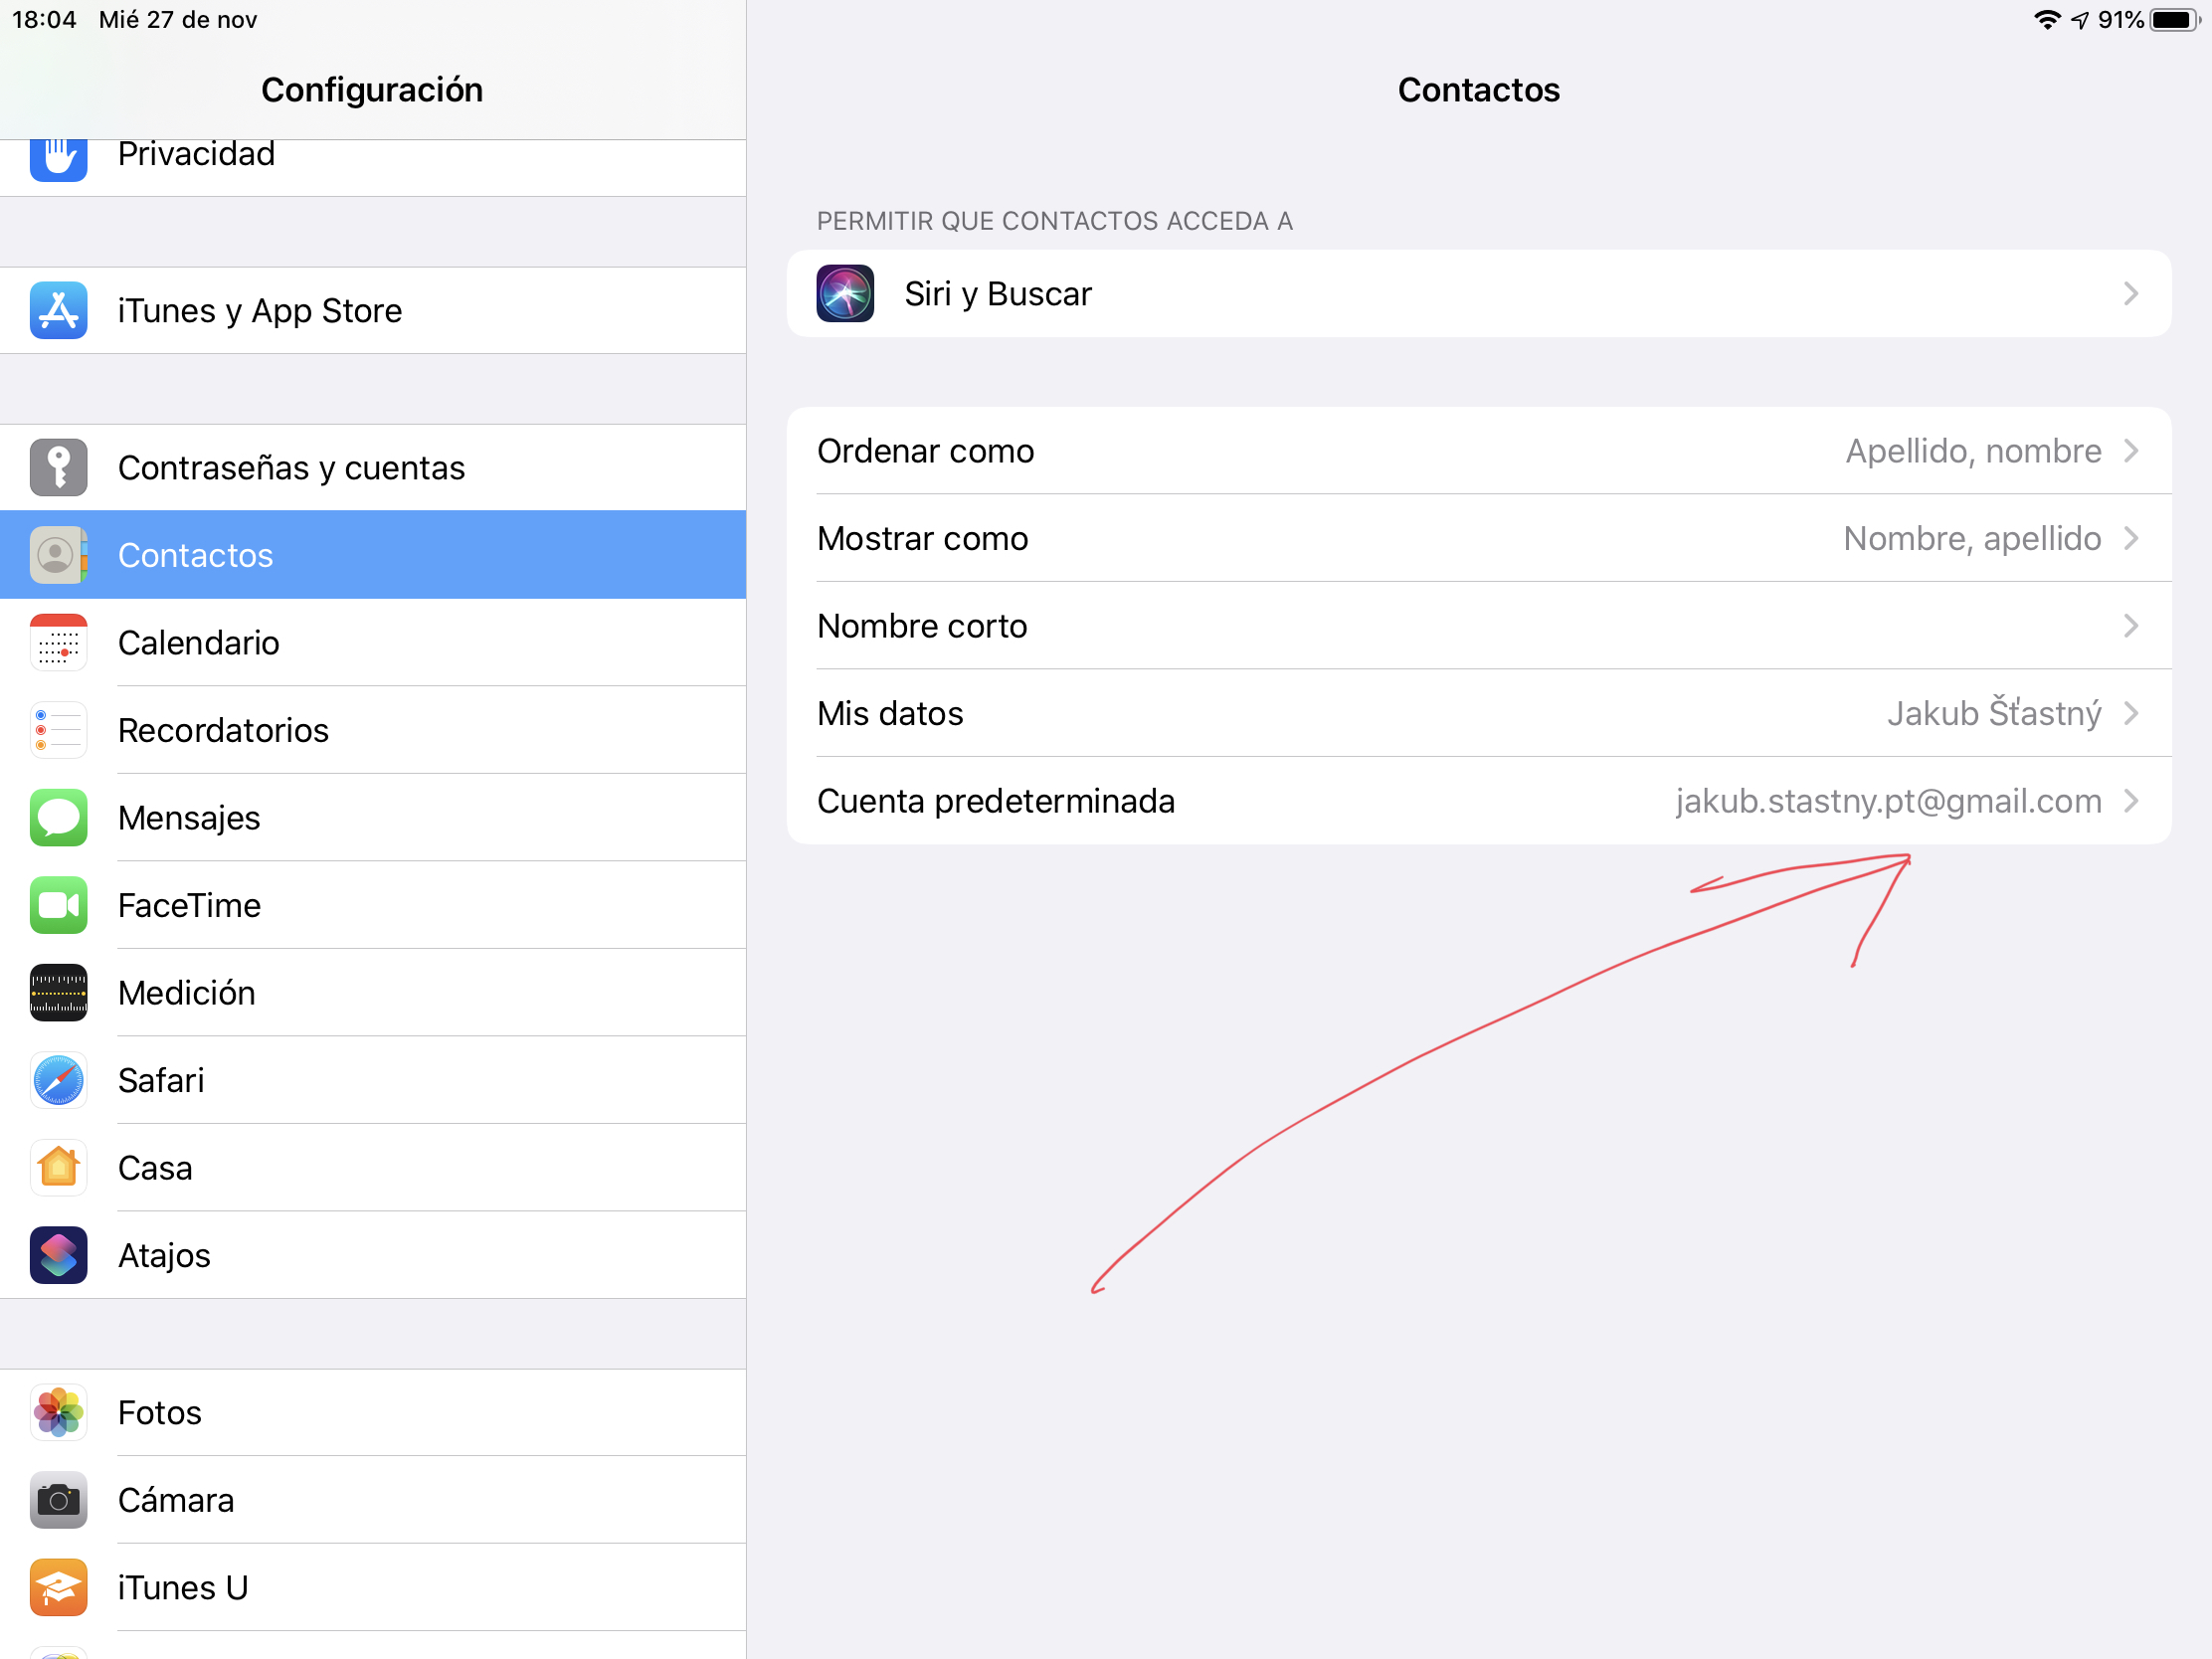 18:04 Mié 27 de nov
91%
Configuración
Privacidad
iTunes y App Store
Contraseñas y cuentas
Contactos
Calendario
Recordatorios
Mensajes
FaceTime
Medición
Safari
Casa
Atajos
Fotos
Cámara
iTunes U
Contactos
PERMITIR QUE CONTACTOS ACCEDA A
Siri y Buscar
Ordenar como Apellido, nombre
Mostrar como Nombre, apellido
Nombre corto
Mis datos Jakub Šťastný
Cuenta predeterminada jakub.stastny.pt@gmail.com